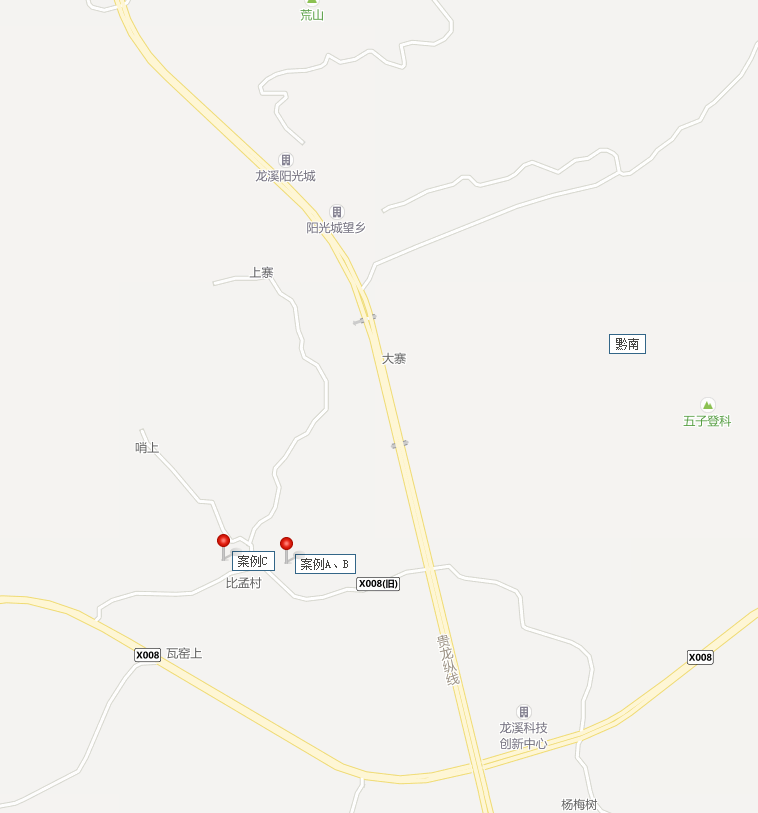 荒山
龙溪阳光城
阳光城望乡
上寨
黔南
大寨
五子登科
哨上
案例C
案例A、B
比孟村
X008(旧)
贵龙纵线
X008
瓦窑上
X008
龙溪科技
创新中心
杨梅树